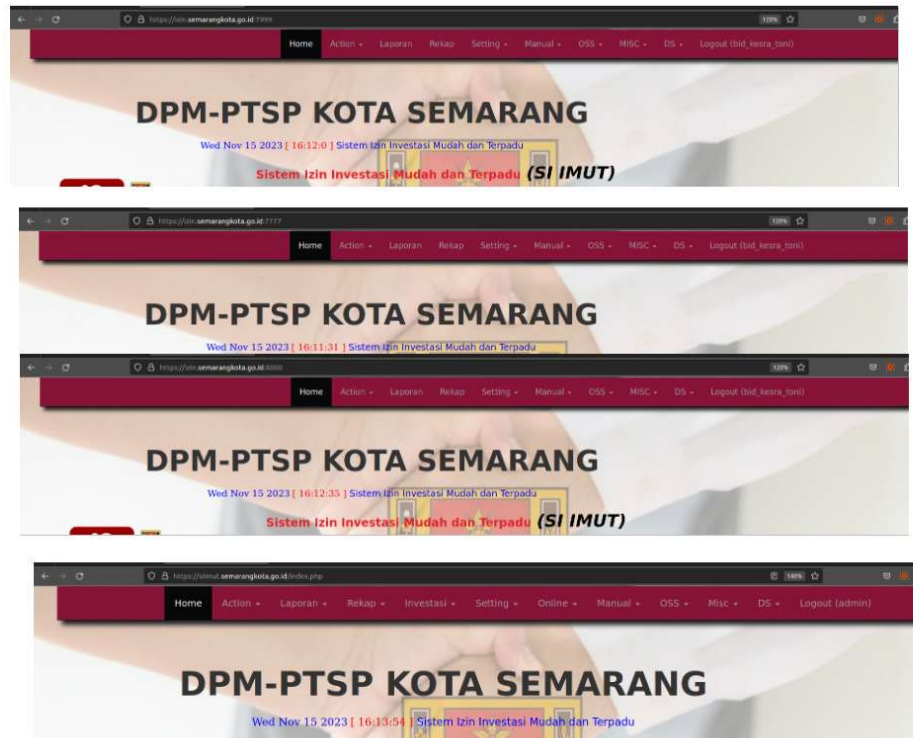 https://izin.semarangkota.go.id:7999 120%
Home Action Laporan Rekap Setting Manual OSS MISC DS Logout (bid_kesra_toni)
DPM-PTSP KOTA SEMARANG
Wed Nov 15 2023 [ 16:12:0 ] Sistem Izin Investasi Mudah dan Terpadu
Sistem Izin Investasi Mudah dan Terpadu (SI IMUT)
https://izin.semarangkota.go.id:7777 120%
Home Action Laporan Rekap Setting Manual OSS MISC DS Logout (bid_kesra_toni)
DPM-PTSP KOTA SEMARANG
Wed Nov 15 2023 [ 16:11:31 ] Sistem Izin Investasi Mudah dan Terpadu
https://izin.semarangkota.go.id:8000 120%
Home Action Laporan Rekap Setting Manual OSS MISC DS Logout (bid_kesra_toni)
DPM-PTSP KOTA SEMARANG
Wed Nov 15 2023 [ 16:12:35 ] Sistem Izin Investasi Mudah dan Terpadu
Sistem Izin Investasi Mudah dan Terpadu (SI IMUT)
https://siimut.semarangkota.go.id/index.php 140%
Home Action Laporan Rekap Investasi Setting Online Manual OSS Misc DS Logout (admin)
DPM-PTSP KOTA SEMARANG
Wed Nov 15 2023 [ 16:13:54 ] Sistem Izin Investasi Mudah dan Terpadu